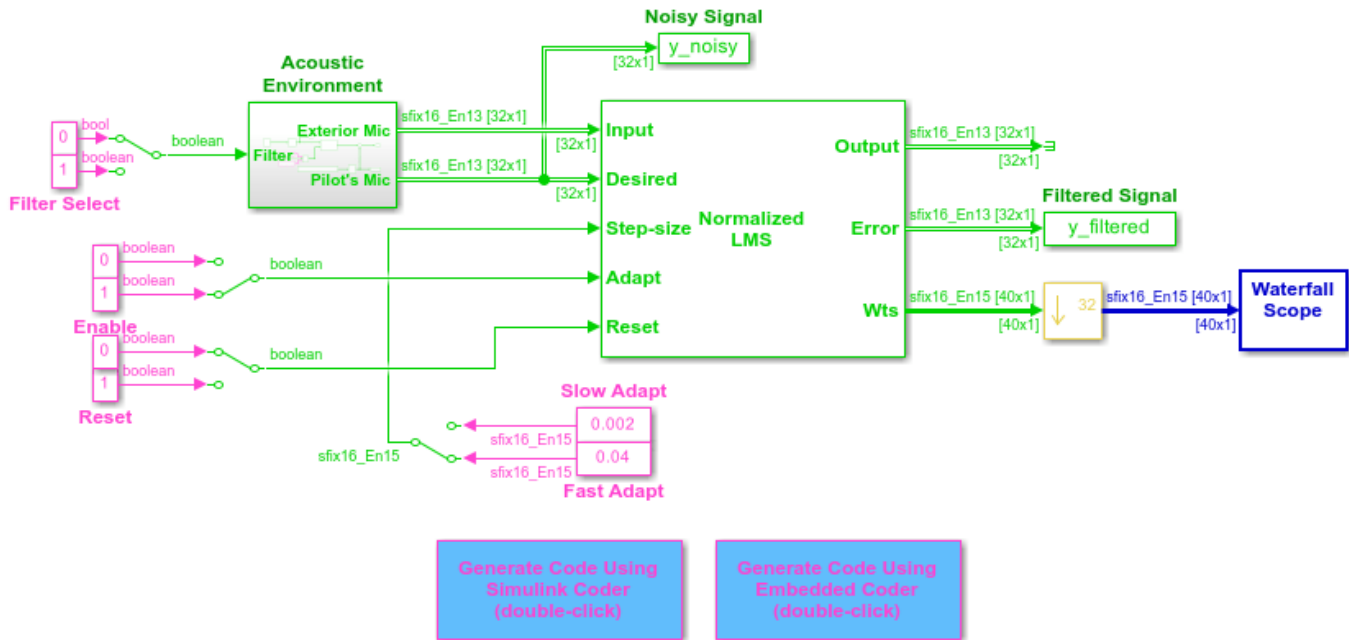 Noisy Signal
y_noisy
[32x1]
Acoustic
Environment
Exterior Mic
Filter
Pilot's Mic
0
bool
1
boolean
Filter Select
boolean
sfix16_En13 [32x1]
[32x1]
sfix16_En13 [32x1]
[32x1]
Input
Desired
Step-size
Adapt
Reset
Normalized
LMS
Output
Error
Wts
sfix16_En13 [32x1]
[32x1]
Filtered Signal
sfix16_En13 [32x1]
[32x1]
y_filtered
sfix16_En15 [40x1]
[40x1]
32
sfix16_En15 [40x1]
[40x1]
Waterfall
Scope
0
boolean
1
boolean
Enable
boolean
0
boolean
1
boolean
Reset
boolean
Slow Adapt
0.002
sfix16_En15
0.04
sfix16_En15
Fast Adapt
sfix16_En15
Generate Code Using
Simulink Coder
(double-click)
Generate Code Using
Embedded Coder
(double-click)